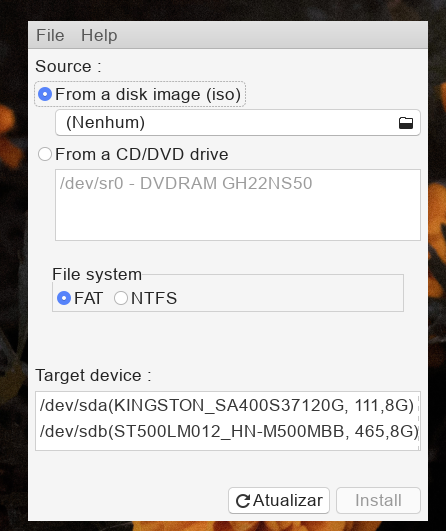 File Help
Source :
From a disk image (iso)
(Nenhum)
From a CD/DVD drive
/dev/sr0 - DVDRAM GH22NS50
File system
FAT NTFS
Target device :
/dev/sda(KINGSTON_SA400S37120G, 111,8G)
/dev/sdb(ST500LM012_HN-M500MBB, 465,8G)
Atualizar Install